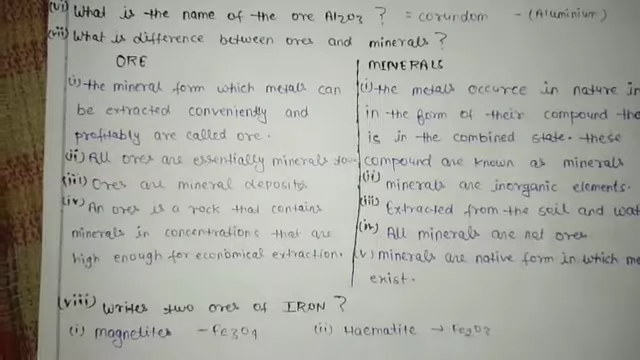 (vi) What is the name of the ore Al2O3 ? = corundom - (Aluminium)
(vii) What is difference between ores and minerals?
ORE
(i) the mineral form which metals can
be extracted conveniently and
profitably are called ore.
(ii) All ores are essentially minerals
(iii) Ores are mineral deposits.
(iv) An ores is a rock that contains
minerals in concentrations that are
high enough for economical extraction.
MINERALS
(i) the metals occurce in nature in
in the form of their compound
is in the combined state. these
compound are known as minerals
(ii) minerals are inorganic elements.
(iii) Extracted from the soil and
(iv) All minerals are not ores
(v) minerals are native form in which
exist.
(viii) writes two ores of IRON ?
(i) magnetites - Fe3O4 (ii) Haematite → Fe2O3